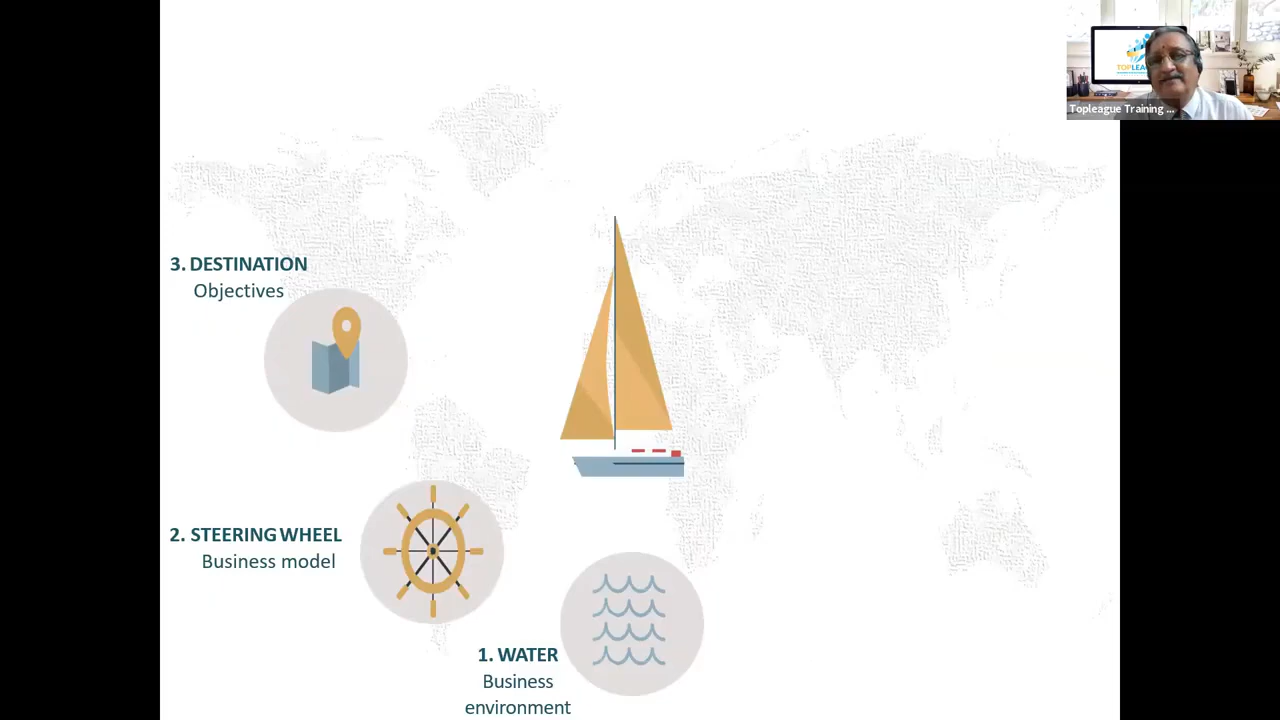 Topleague Training ...
3. DESTINATION
Objectives
2. STEERING WHEEL
Business model
1. WATER
Business
environment